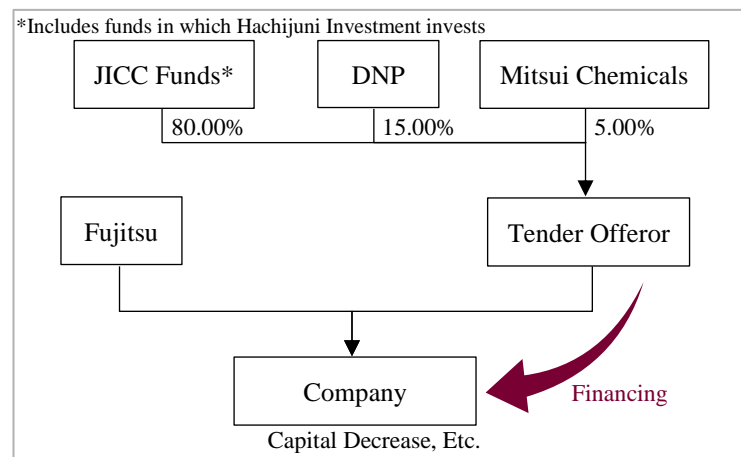 *Includes funds in which Hachijuni Investment invests
JICC Funds*
DNP
Mitsui Chemicals
80.00%
15.00%
5.00%
Fujitsu
Tender Offeror
Company
Financing
Capital Decrease, Etc.